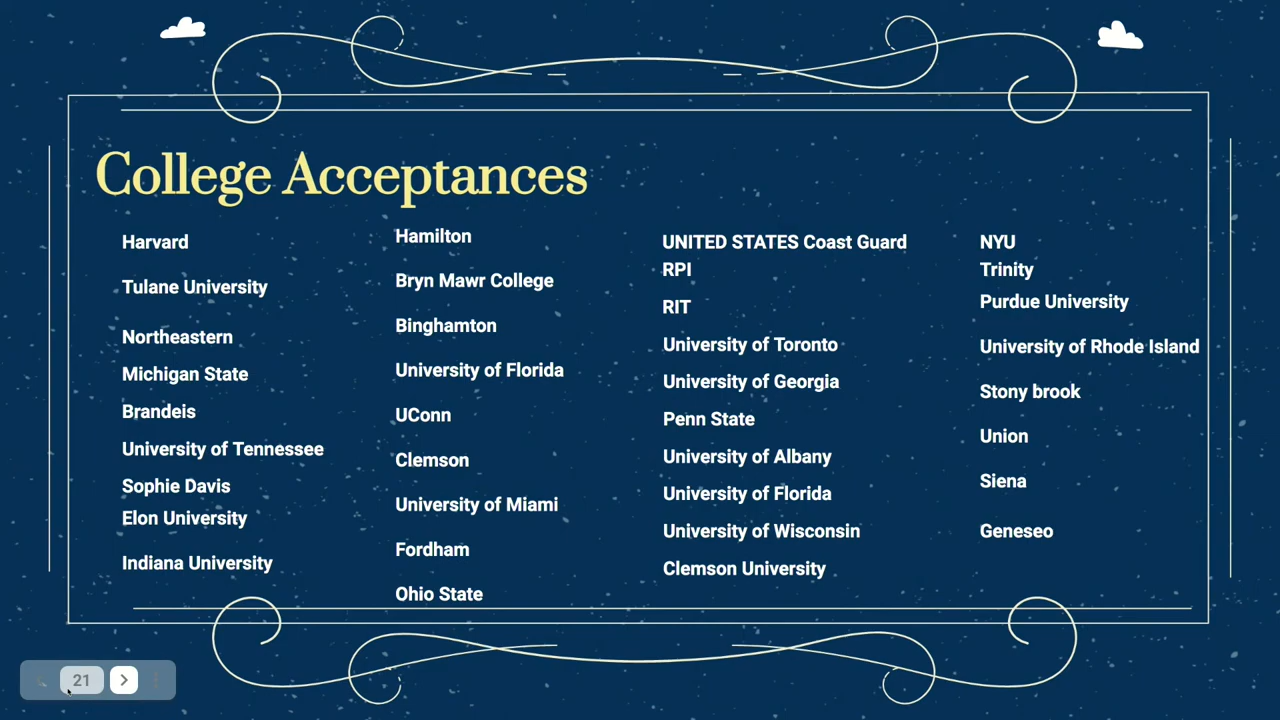 College Acceptances
Harvard
Tulane University
Northeastern
Michigan State
Brandeis
University of Tennessee
Sophie Davis
Elon University
Indiana University
Hamilton
Bryn Mawr College
Binghamton
University of Florida
UConn
Clemson
University of Miami
Fordham
Ohio State
UNITED STATES Coast Guard
RPI
RIT
University of Toronto
University of Georgia
Penn State
University of Albany
University of Florida
University of Wisconsin
Clemson University
NYU
Trinity
Purdue University
University of Rhode Island
Stony brook
Union
Siena
Geneseo
21